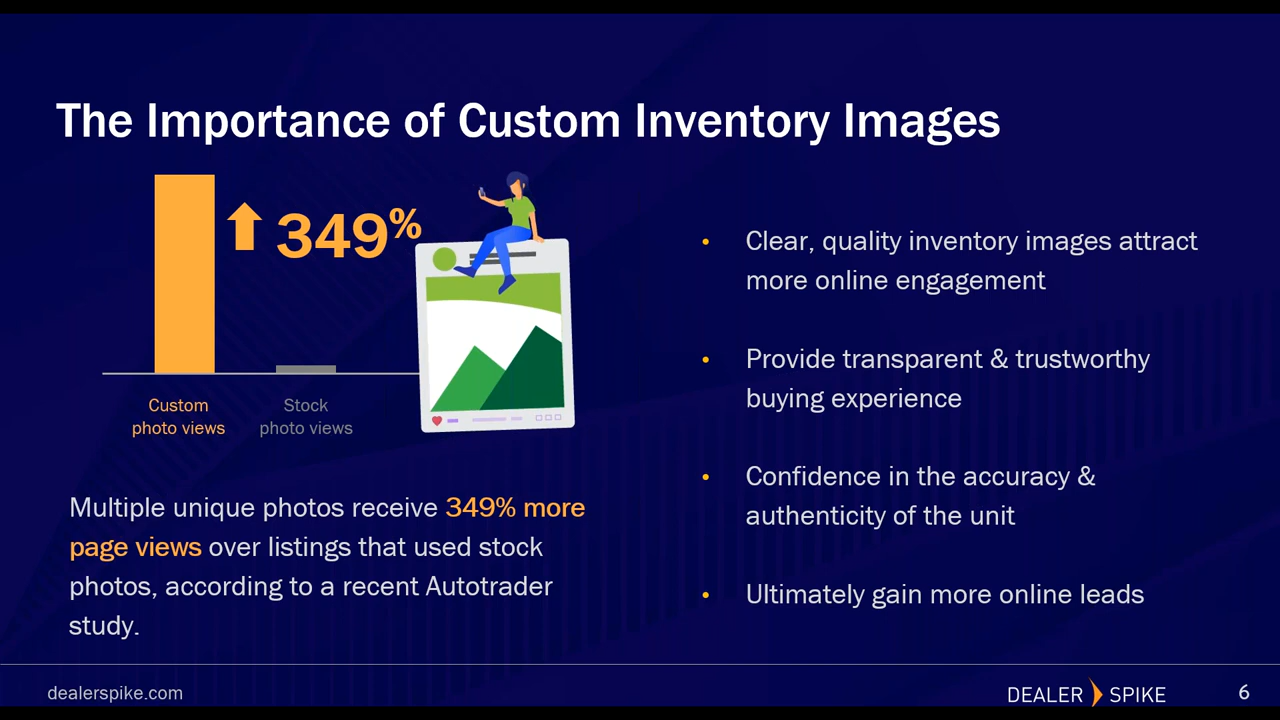 The Importance of Custom Inventory Images
349%
Custom
photo views
Stock
photo views
Multiple unique photos receive 349% more
page views over listings that used stock
photos, according to a recent Autotrader
study.
• Clear, quality inventory images attract
more online engagement
• Provide transparent & trustworthy
buying experience
• Confidence in the accuracy &
authenticity of the unit
• Ultimately gain more online leads
dealerspike.com
DEALER SPIKE
6